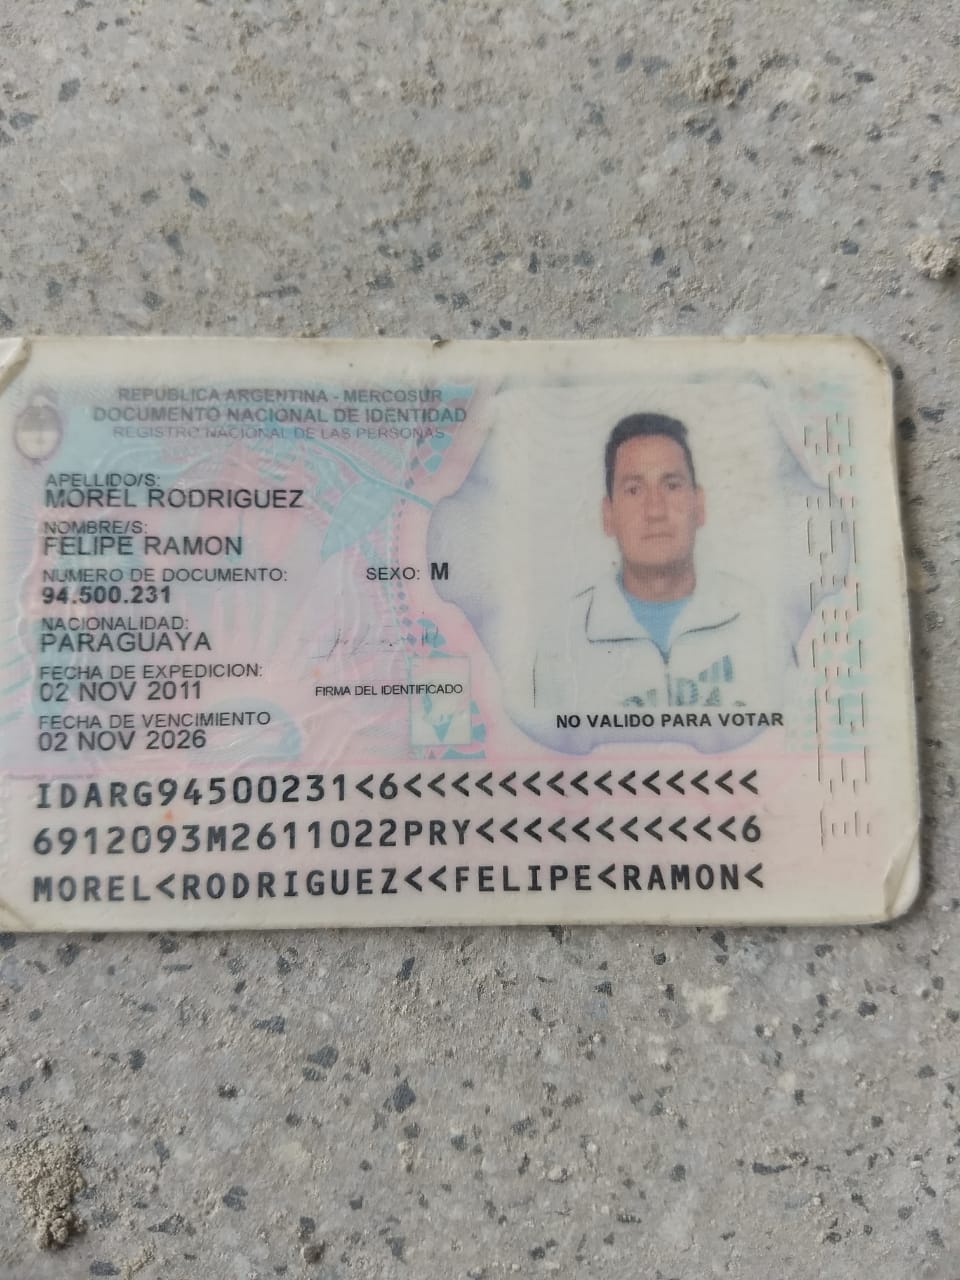 REPUBLICA ARGENTINA - MERCOSUR
DOCUMENTO NACIONAL DE IDENTIDAD
REGISTRO NACIONAL DE LAS PERSONAS
APELLIDO/S:
MOREL RODRIGUEZ
NOMBRE/S:
FELIPE RAMON
NUMERO DE DOCUMENTO:
94.500.231
SEXO: M
NACIONALIDAD:
PARAGUAYA
FECHA DE EXPEDICION:
02 NOV 2011
FIRMA DEL IDENTIFICADO
FECHA DE VENCIMIENTO
02 NOV 2026
NO VALIDO PARA VOTAR
IDARG94500231<6<<<<<<<<<<<<<<<
6912093M2611022PRY<<<<<<<<<<<6
MOREL<RODRIGUEZ<<FELIPE<RAMON<